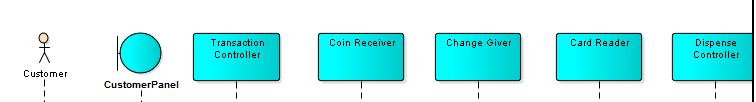 Customer
CustomerPanel
Transaction
Controller
Coin Receiver
Change Giver
Card Reader
Dispense
Controller